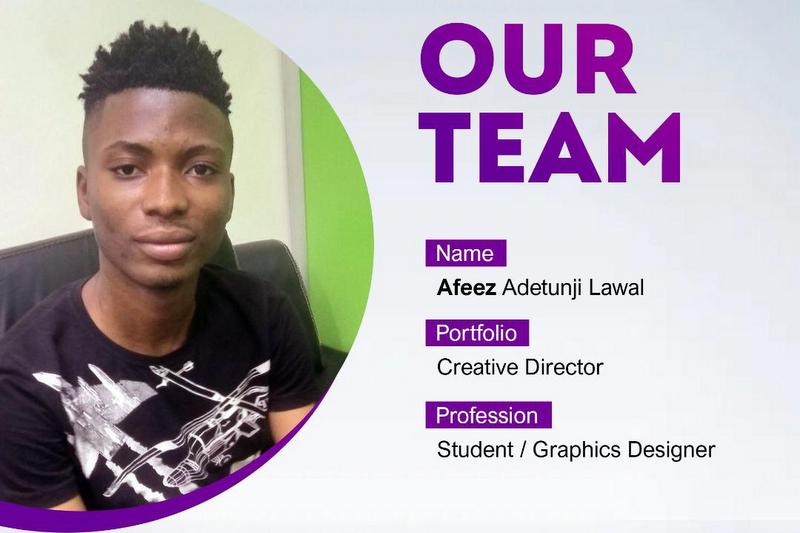 OUR
TEAM
Name
Afeez Adetunji Lawal
Portfolio
Creative Director
Profession
Student / Graphics Designer